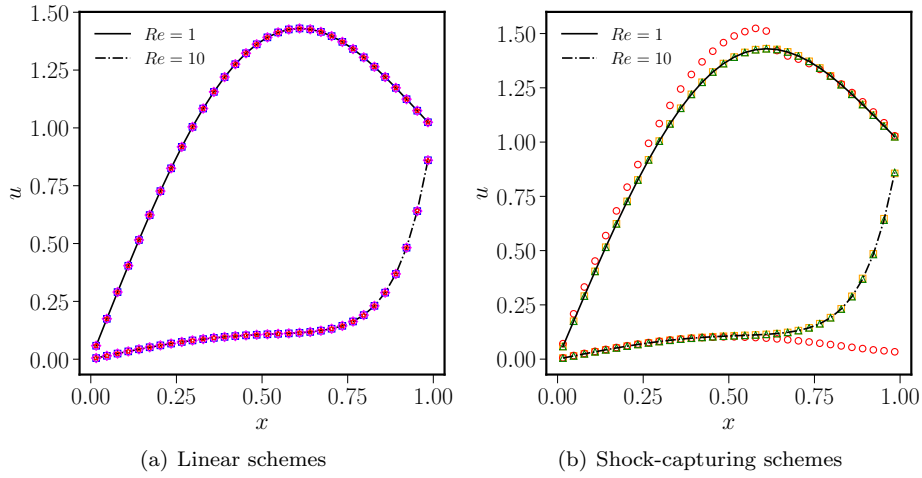 1.50
1.25
1.00
0.75
0.50
0.25
0.00
u
Re = 1
Re = 10
0.00 0.25 0.50 0.75 1.00
x
(a) Linear schemes
1.50
1.25
1.00
0.75
0.50
0.25
0.00
u
Re = 1
Re = 10
0.00 0.25 0.50 0.75 1.00
x
(b) Shock-capturing schemes